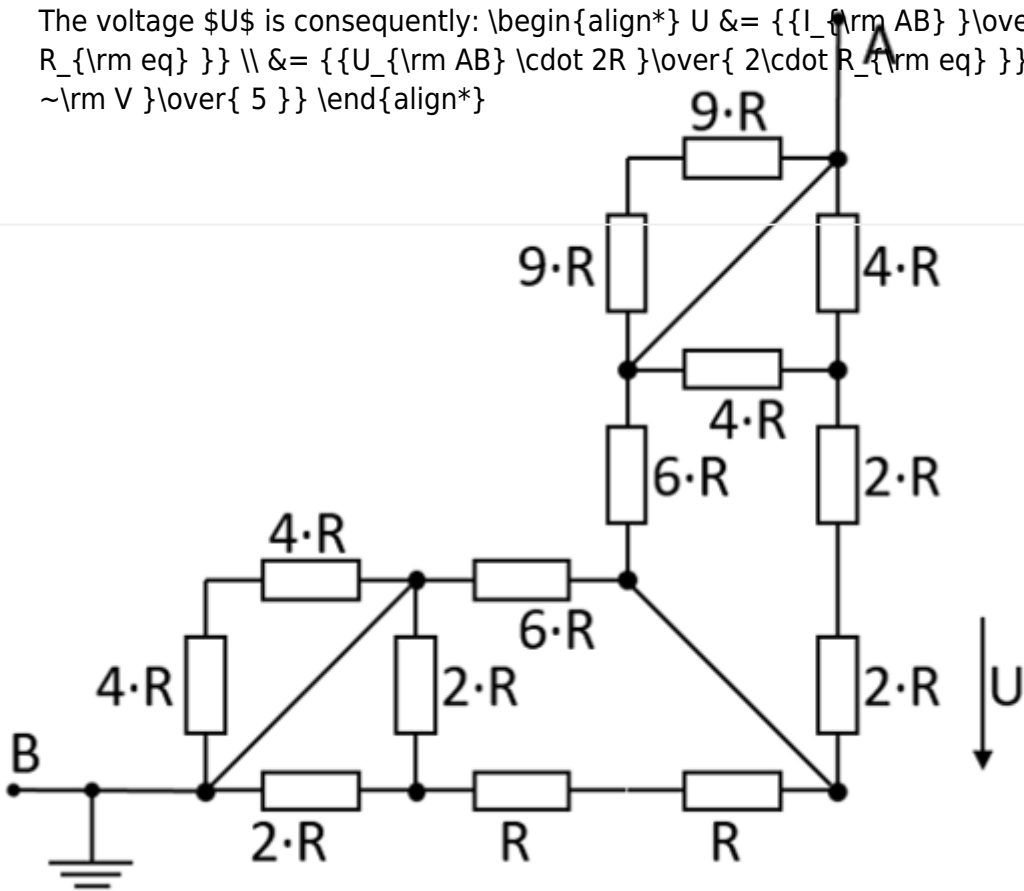 The voltage $U$ is consequently: \begin{align*} U &= {{I_{\rm AB} }\ove
R_{\rm eq} }} \\ &= {{U_{\rm AB} \cdot 2R }\over{ 2\cdot R_{\rm eq} }}
~\rm V }\over{ 5 }} \end{align*}
A
9·R
9·R
4·R
4·R
6·R
2·R
4·R
6·R
4·R
2·R
2·R
U
B
2·R
R
R